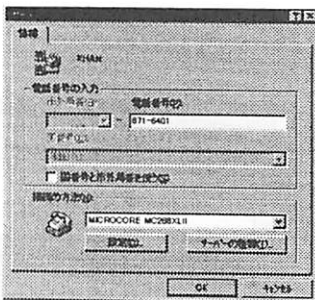 KHAN
電話番号の入力
電話番号(P):
871-6401
国番号と市外局番を使う(S)
接続の方法(N):
MICROCORE MC288XLII
設定(O)...
サーバーの種類(T)...
OK
キャンセル